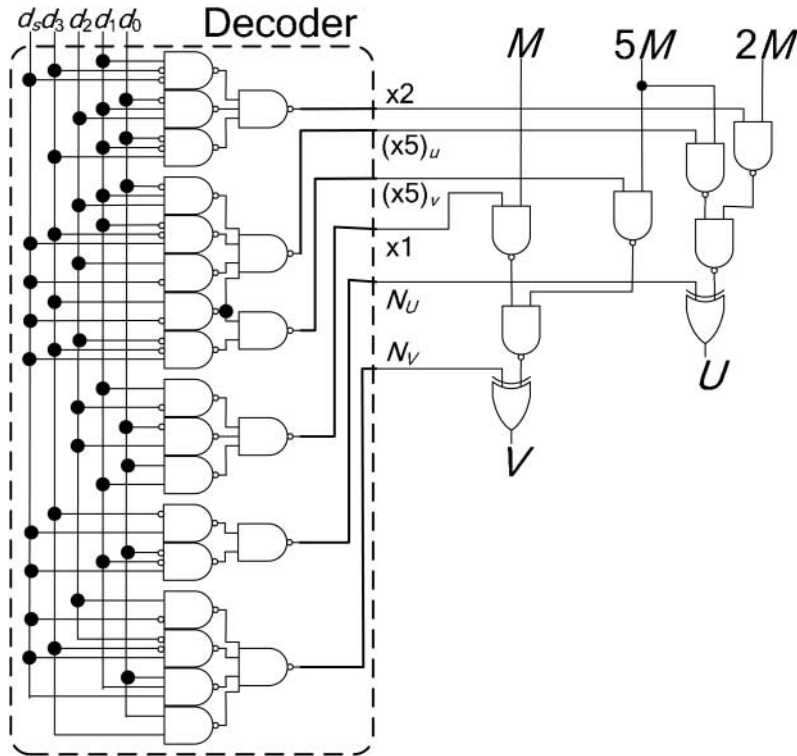 d_s d_3 d_2 d_1 d_0
Decoder
M 5M 2M
x2
(x5)_u
(x5)_v
x1
N_U
N_V
U
V